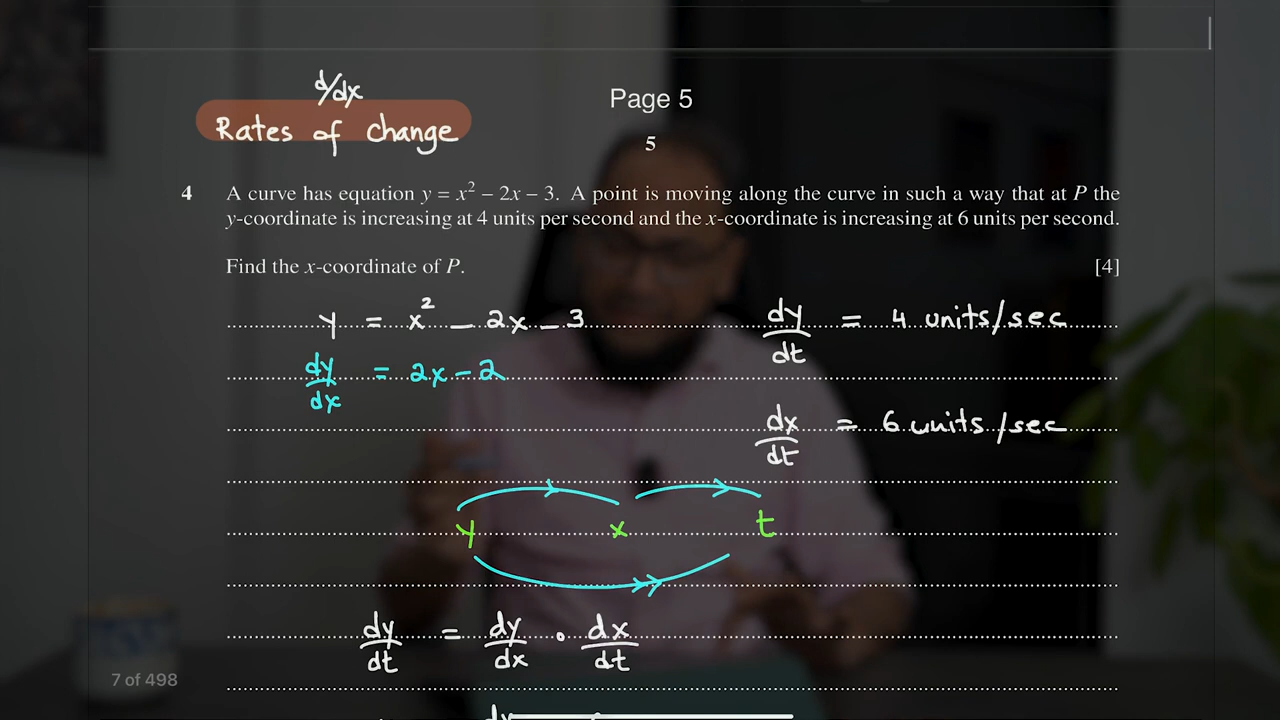 d/dx
Rates of change
Page 5
5
4 A curve has equation y = x² − 2x − 3. A point is moving along the curve in such a way that at P the
y-coordinate is increasing at 4 units per second and the x-coordinate is increasing at 6 units per second.
Find the x-coordinate of P. [4]
y = x² − 2x − 3
dy/dt = 4 units/sec
dy/dx = 2x − 2
dx/dt = 6 units/sec
y x t
dy/dt = dy/dx · dx/dt
7 of 498